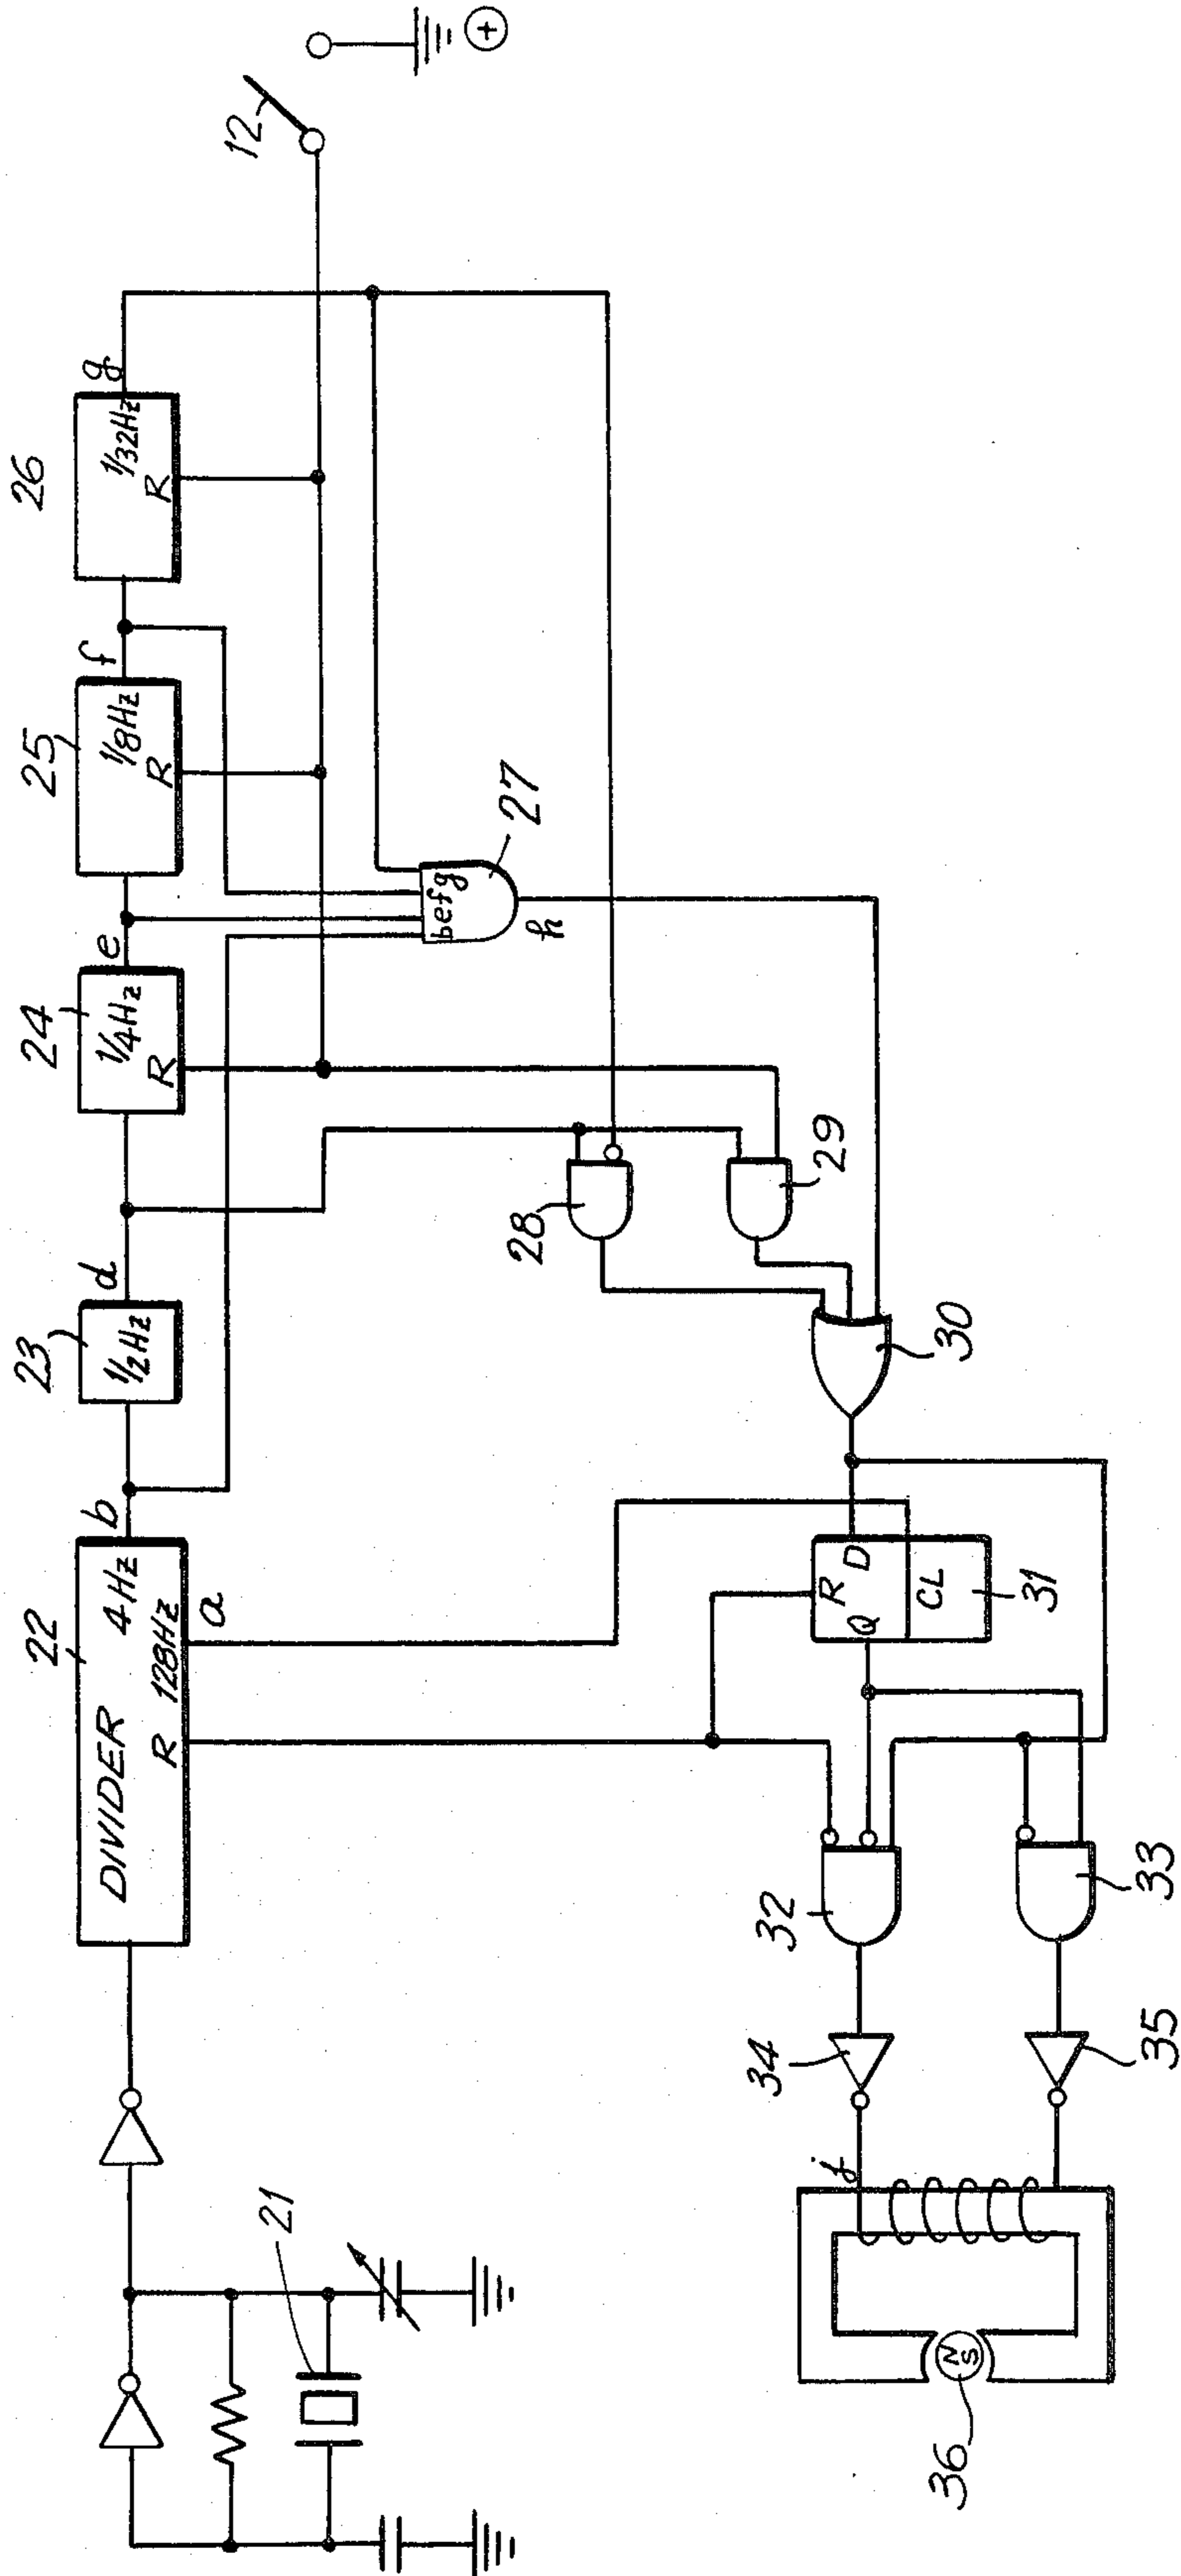 22
DIVIDER
4Hz
128Hz
R
b
a
23
1/2Hz
d
24
1/4Hz
R
e
25
1/8Hz
R
f
26
1/32Hz
R
g
12
+
21
befg
27
h
28
29
30
R
D
Q
CL
31
32
33
34
35
j
N
S
36